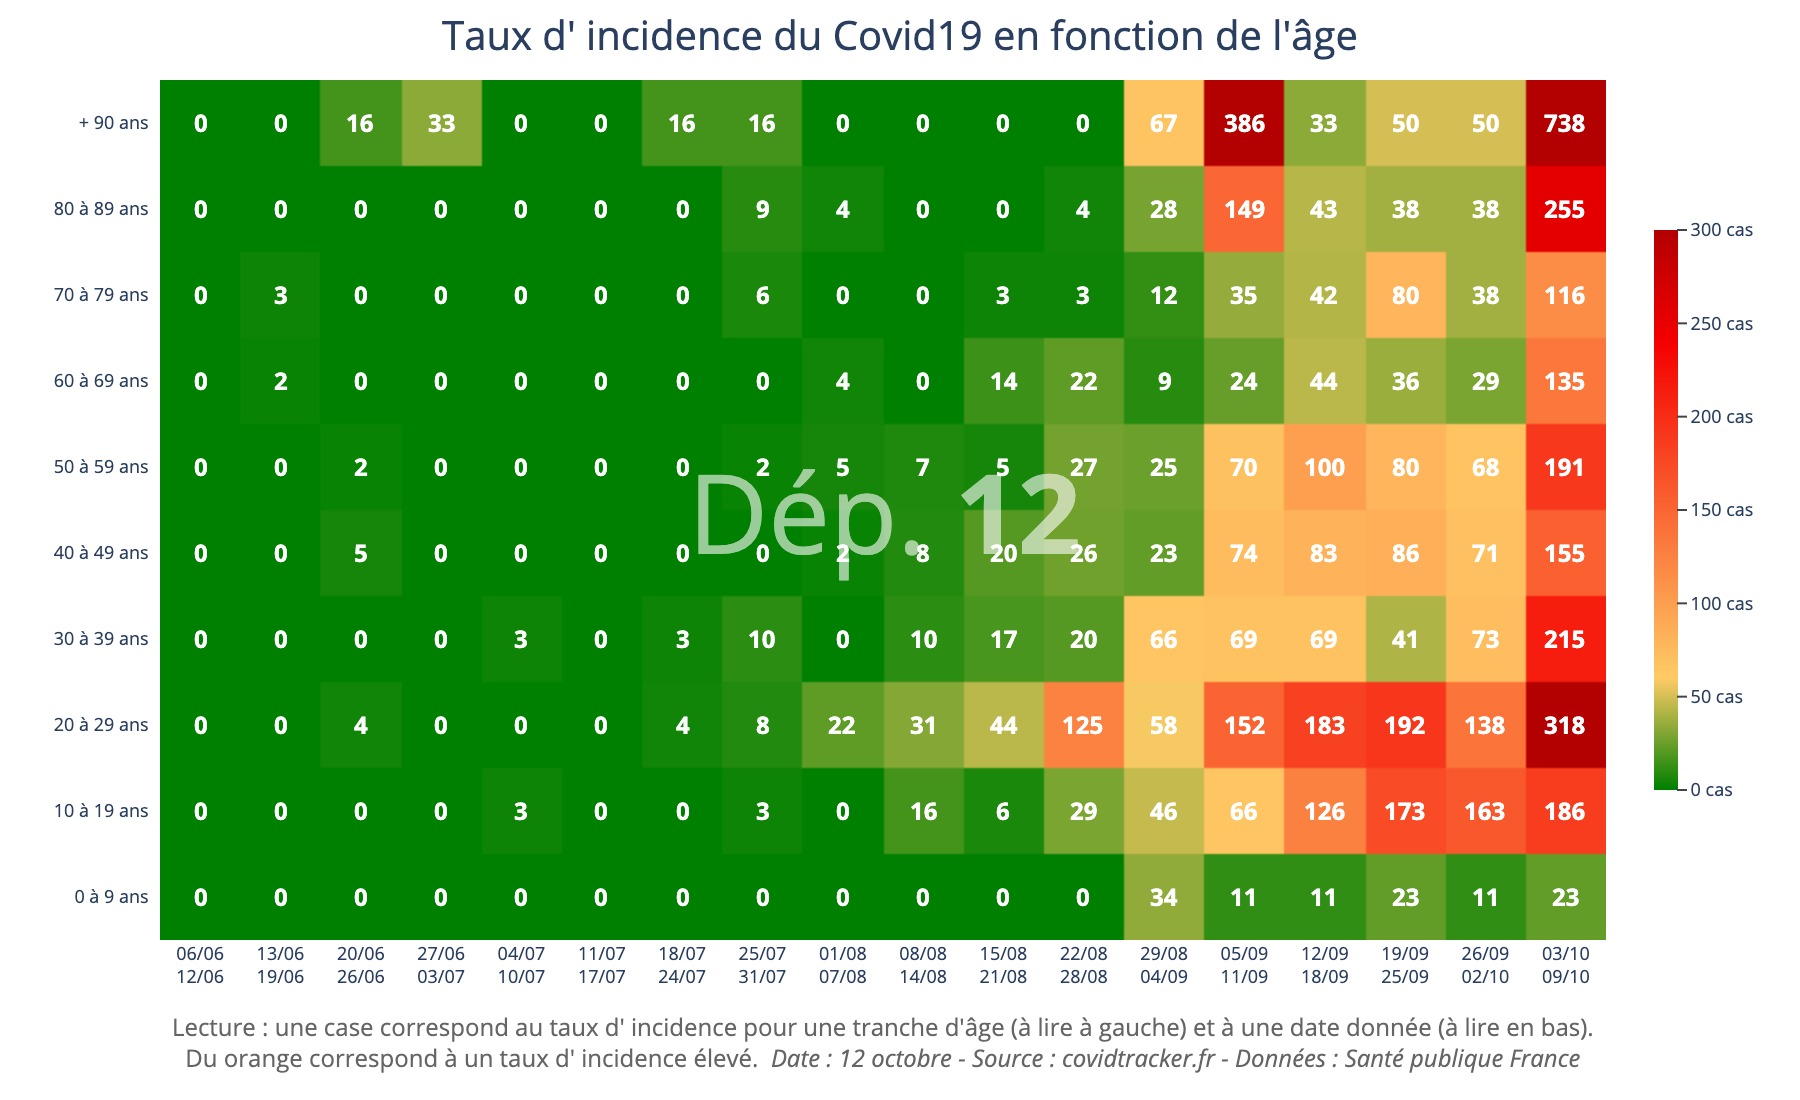 Taux d' incidence du Covid19 en fonction de l'âge
+ 90 ans 0 0 16 33 0 0 16 16 0 0 0 0 67 386 33 50 50 738
80 à 89 ans 0 0 0 0 0 0 0 9 4 0 0 4 28 149 43 38 38 255
70 à 79 ans 0 3 0 0 0 0 0 6 0 0 3 3 12 35 42 80 38 116
60 à 69 ans 0 2 0 0 0 0 0 0 4 0 14 22 9 24 44 36 29 135
50 à 59 ans 0 0 2 0 0 0 0 2 5 7 5 27 25 70 100 80 68 191
Dép. 12
40 à 49 ans 0 0 5 0 0 0 0 0 2 8 20 26 23 74 83 86 71 155
30 à 39 ans 0 0 0 0 3 0 3 10 0 10 17 20 66 69 69 41 73 215
20 à 29 ans 0 0 4 0 0 0 4 8 22 31 44 125 58 152 183 192 138 318
10 à 19 ans 0 0 0 0 3 0 0 3 0 16 6 29 46 66 126 173 163 186
0 à 9 ans 0 0 0 0 0 0 0 0 0 0 0 0 34 11 11 23 11 23
06/06 13/06 20/06 27/06 04/07 11/07 18/07 25/07 01/08 08/08 15/08 22/08 29/08 05/09 12/09 19/09 26/09 03/10
12/06 19/06 26/06 03/07 10/07 17/07 24/07 31/07 07/08 14/08 21/08 28/08 04/09 11/09 18/09 25/09 02/10 09/10
300 cas
250 cas
200 cas
150 cas
100 cas
50 cas
0 cas
Lecture : une case correspond au taux d' incidence pour une tranche d'âge (à lire à gauche) et à une date donnée (à lire en bas).
Du orange correspond à un taux d' incidence élevé. Date : 12 octobre - Source : covidtracker.fr - Données : Santé publique France